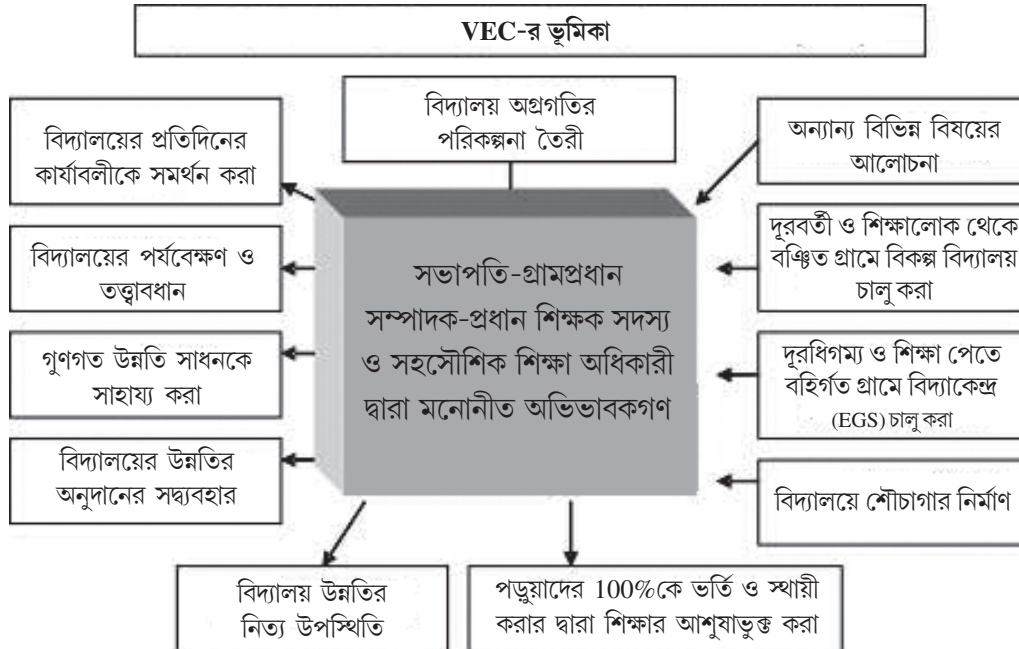 VEC-র ভূমিকা
বিদ্যালয় অগ্রগতির
পরিকল্পনা তৈরী
বিদ্যালয়ের প্রতিদিনের
কার্যাবলীকে সমর্থন করা
অন্যান্য বিভিন্ন বিষয়ের
আলোচনা
বিদ্যালয়ের পর্যবেক্ষণ ও
তত্ত্বাবধান
দূরবর্তী ও শিক্ষালোক থেকে
বঞ্চিত গ্রামে বিকল্প বিদ্যালয়
চালু করা
সভাপতি-গ্রামপ্রধান
সম্পাদক-প্রধান শিক্ষক সদস্য
ও সহসৌশিক শিক্ষা অধিকারী
দ্বারা মনোনীত অভিভাবকগণ
গুণগত উন্নতি সাধনকে
সাহায্য করা
দূরধিগম্য ও শিক্ষা পেতে
বহির্গত গ্রামে বিদ্যাকেন্দ্র
(EGS) চালু করা
বিদ্যালয়ের উন্নতির
অনুদানের সদ্ব্যবহার
বিদ্যালয়ে শৌচাগার নির্মাণ
বিদ্যালয় উন্নতির
নিত্য উপস্থিতি
পড়ুয়াদের 100%কে ভর্তি ও স্থায়ী
করার দ্বারা শিক্ষার আশুষাভুক্ত করা